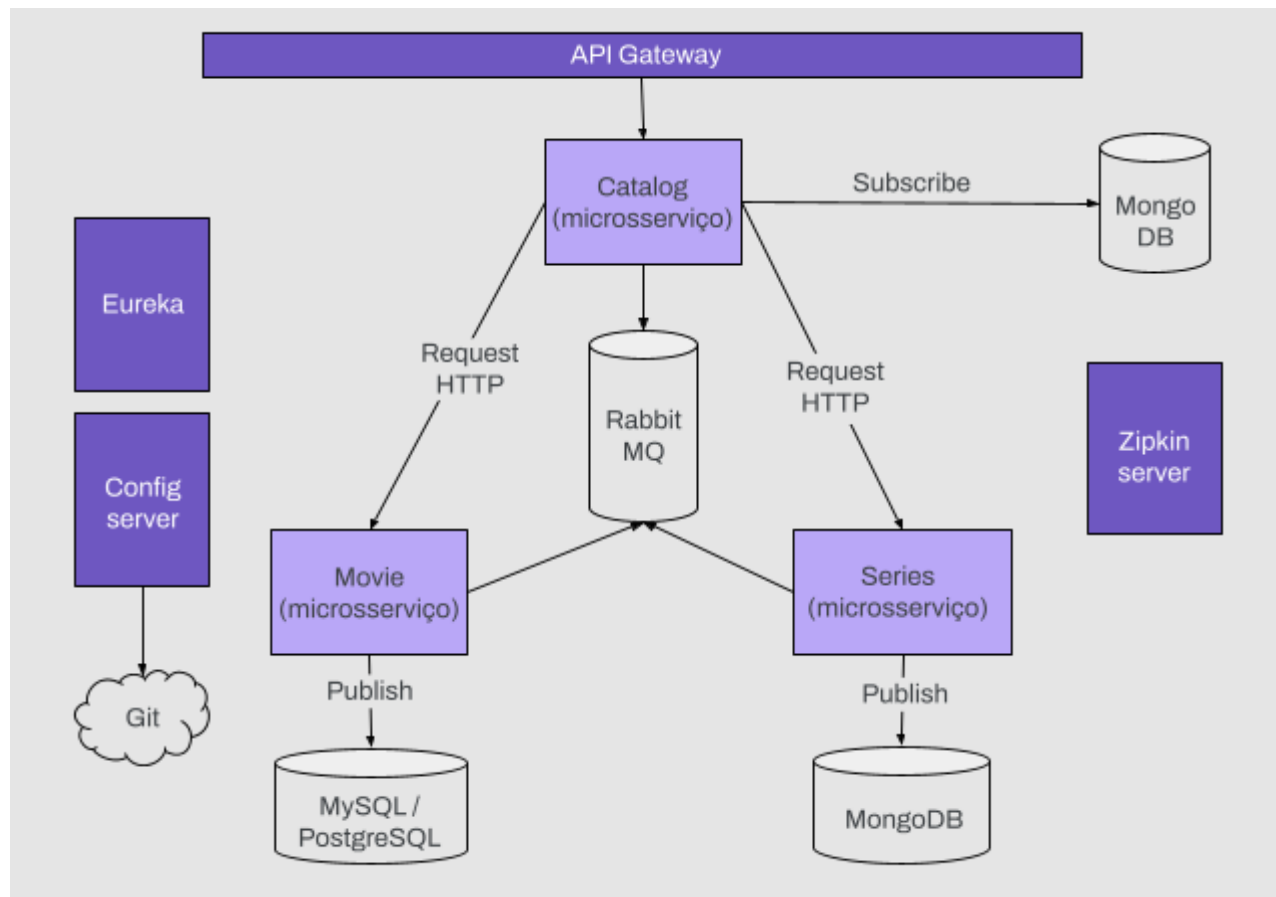 API Gateway
Catalog
(microsserviço)
Subscribe
Mongo
DB
Eureka
Request
HTTP
Request
HTTP
Rabbit
MQ
Zipkin
server
Config
server
Movie
(microsserviço)
Series
(microsserviço)
Publish
Publish
Git
MySQL /
PostgreSQL
MongoDB